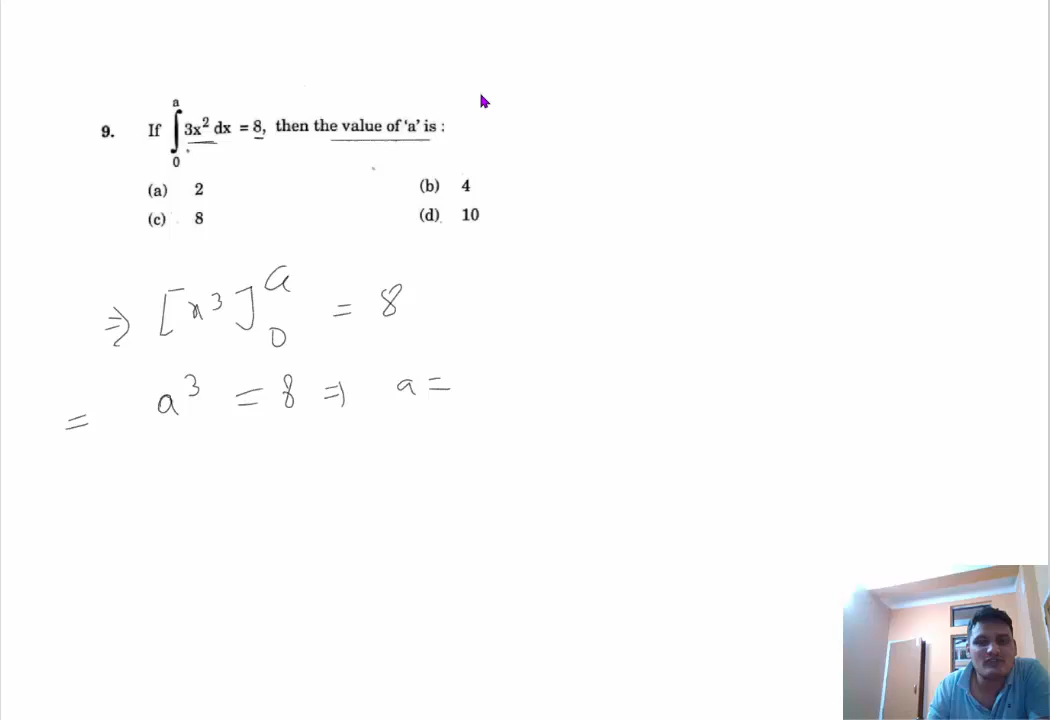 9. If ∫₀ᵃ 3x² dx = 8, then the value of 'a' is :
(a) 2 (b) 4
(c) 8 (d) 10
⇒ [x³]₀ᵃ = 8
= a³ = 8 ⇒ a =